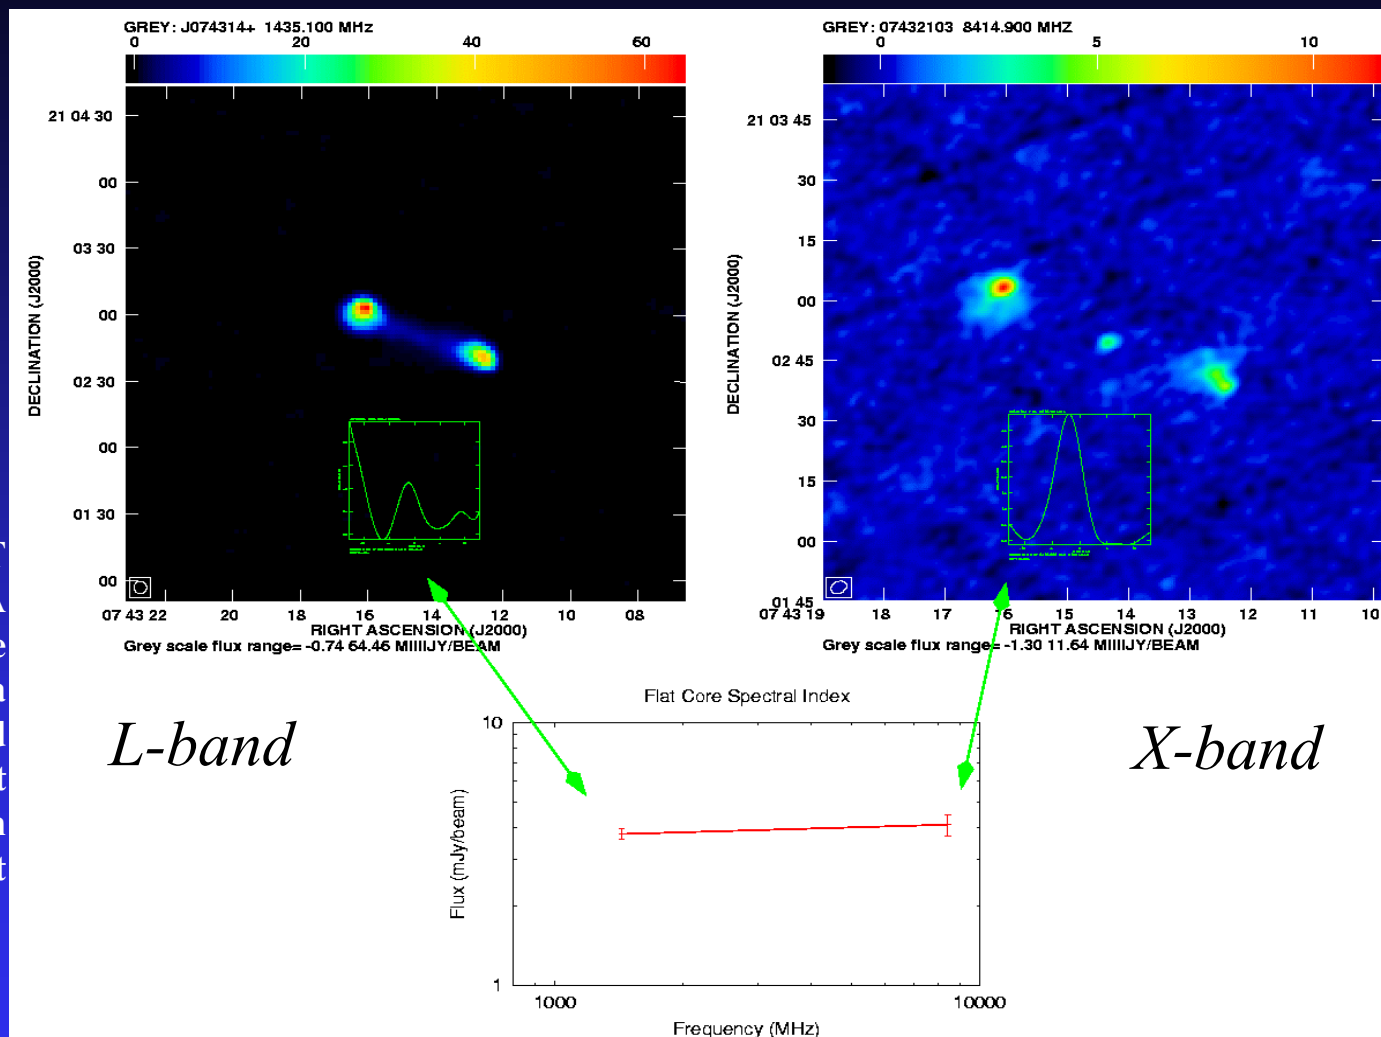 GREY: J074314+ 1435.100 MHZ
0 20 40 60
21 04 30
00
03 30
00
02 30
00
01 30
00
DECLINATION (J2000)
07 43 22 20 18 16 14 12 10 08
RIGHT ASCENSION (J2000)
Grey scale flux range= -0.74 64.46 MIllIJY/BEAM
GREY: 07432103 8414.900 MHZ
0 5 10
21 03 45
30
15
00
02 45
30
15
00
01 45
DECLINATION (J2000)
07 43 19 18 17 16 15 14 13 12 11 10
RIGHT ASCENSION (J2000)
Grey scale flux range= -1.30 11.64 MIllIJY/BEAM
L-band
X-band
Flat Core Spectral Index
10
1
Flux (mJy/beam)
1000 10000
Frequency (MHz)
e
a
l
t
n
t